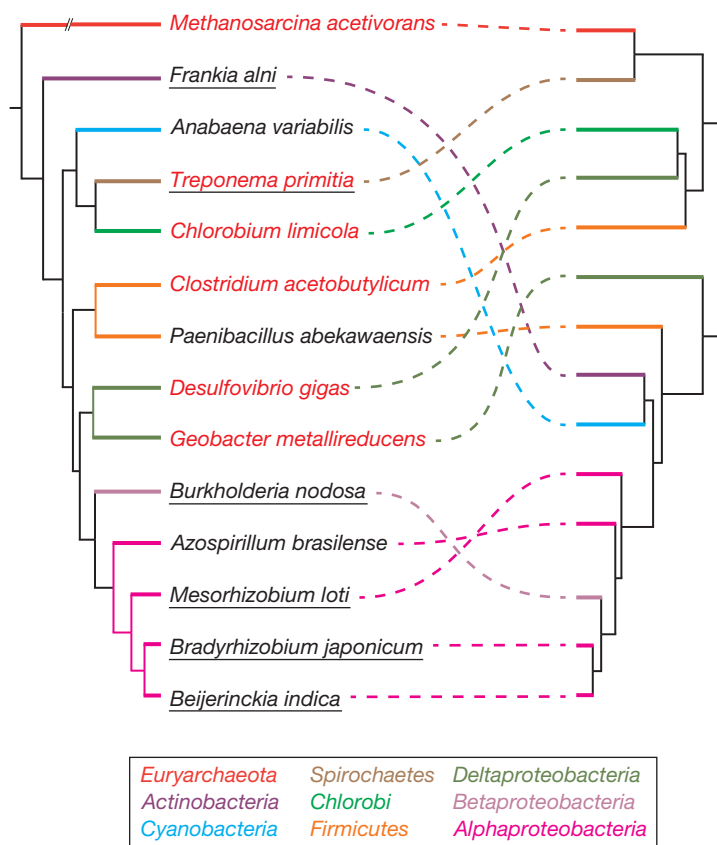 Methanosarcina acetivorans
Frankia alni
Anabaena variabilis
Treponema primitia
Chlorobium limicola
Clostridium acetobutylicum
Paenibacillus abekawaensis
Desulfovibrio gigas
Geobacter metallireducens
Burkholderia nodosa
Azospirillum brasilense
Mesorhizobium loti
Bradyrhizobium japonicum
Beijerinckia indica
Euryarchaeota Spirochaetes Deltaproteobacteria
Actinobacteria Chlorobi Betaproteobacteria
Cyanobacteria Firmicutes Alphaproteobacteria